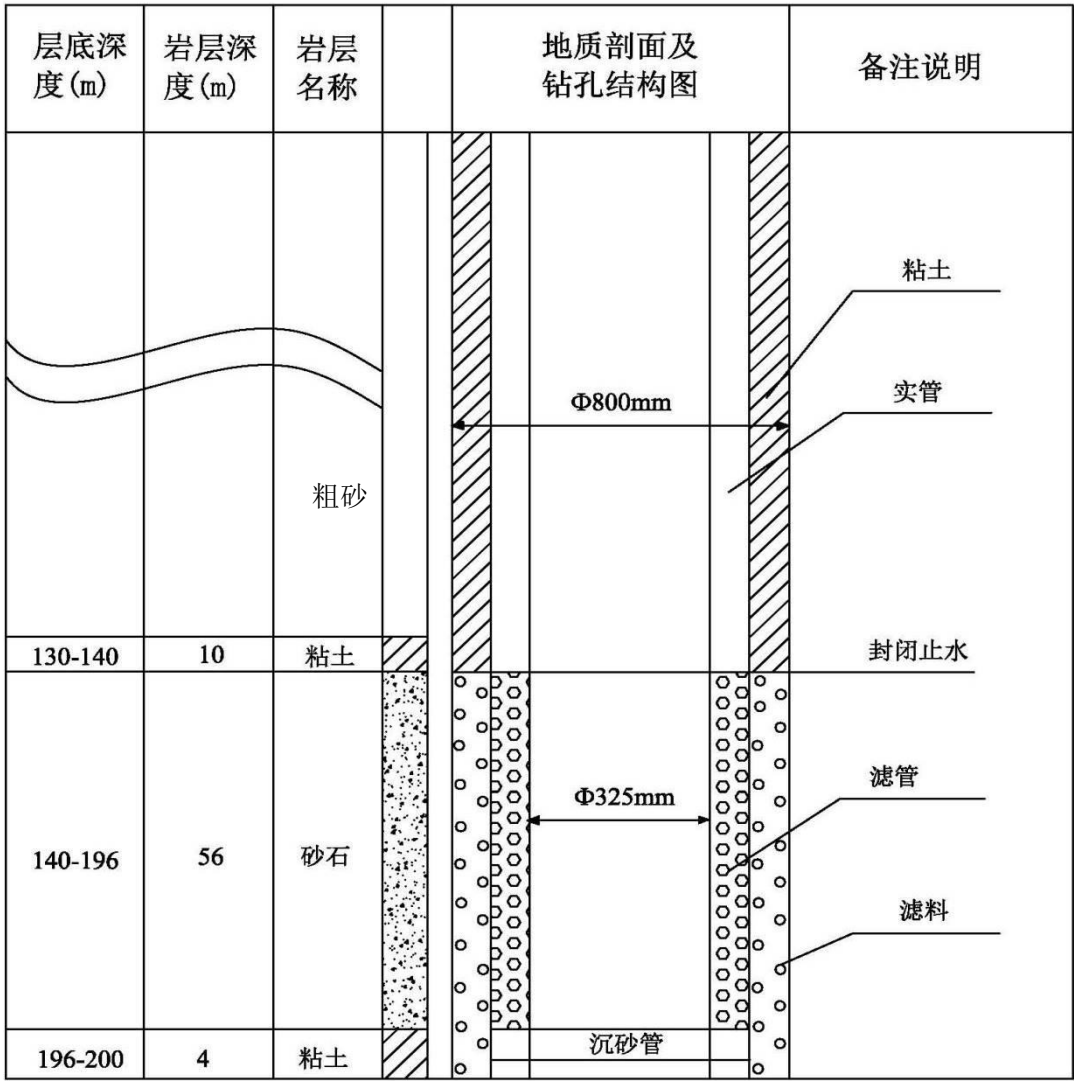 层底深
度(m)
岩层深
度(m)
岩层
名称
地质剖面及
钻孔结构图
备注说明
粘土
实管
Φ800mm
粗砂
130-140
10
粘土
封闭止水
滤管
Φ325mm
140-196
56
砂石
滤料
196-200
4
粘土
沉砂管